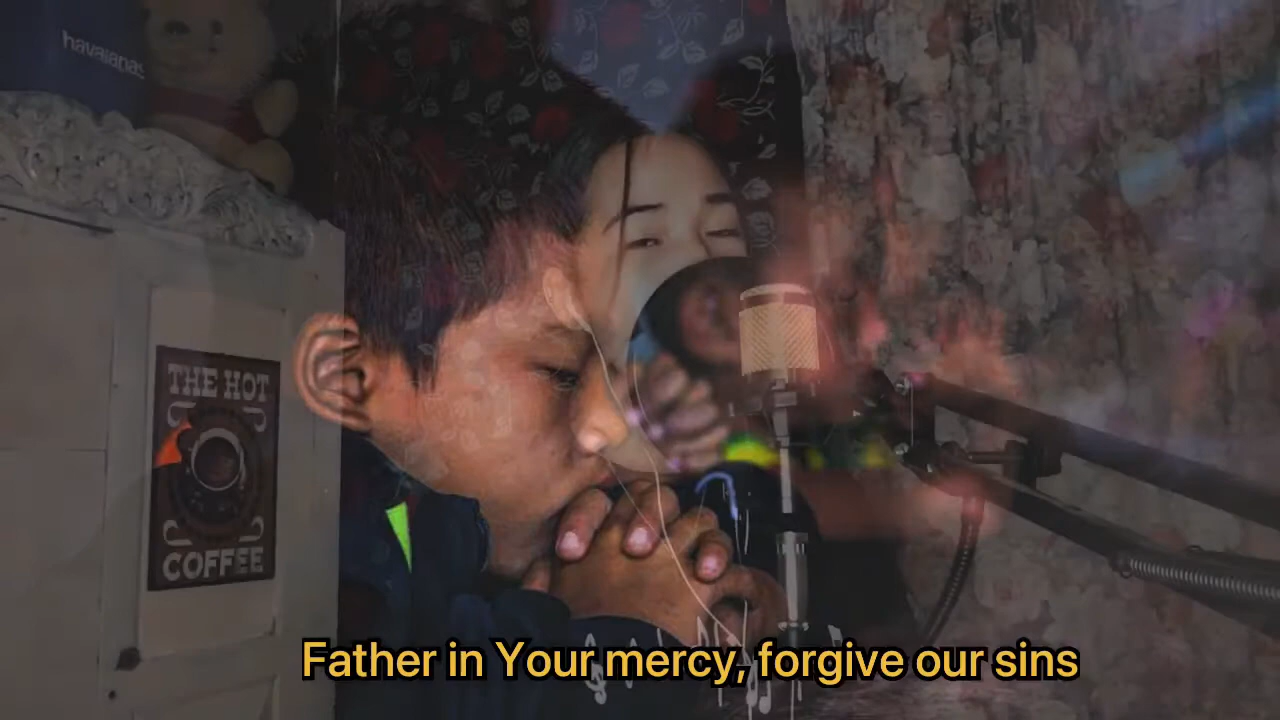 havaianas
THE HOT
COFFEE
Father in Your mercy, forgive our sins